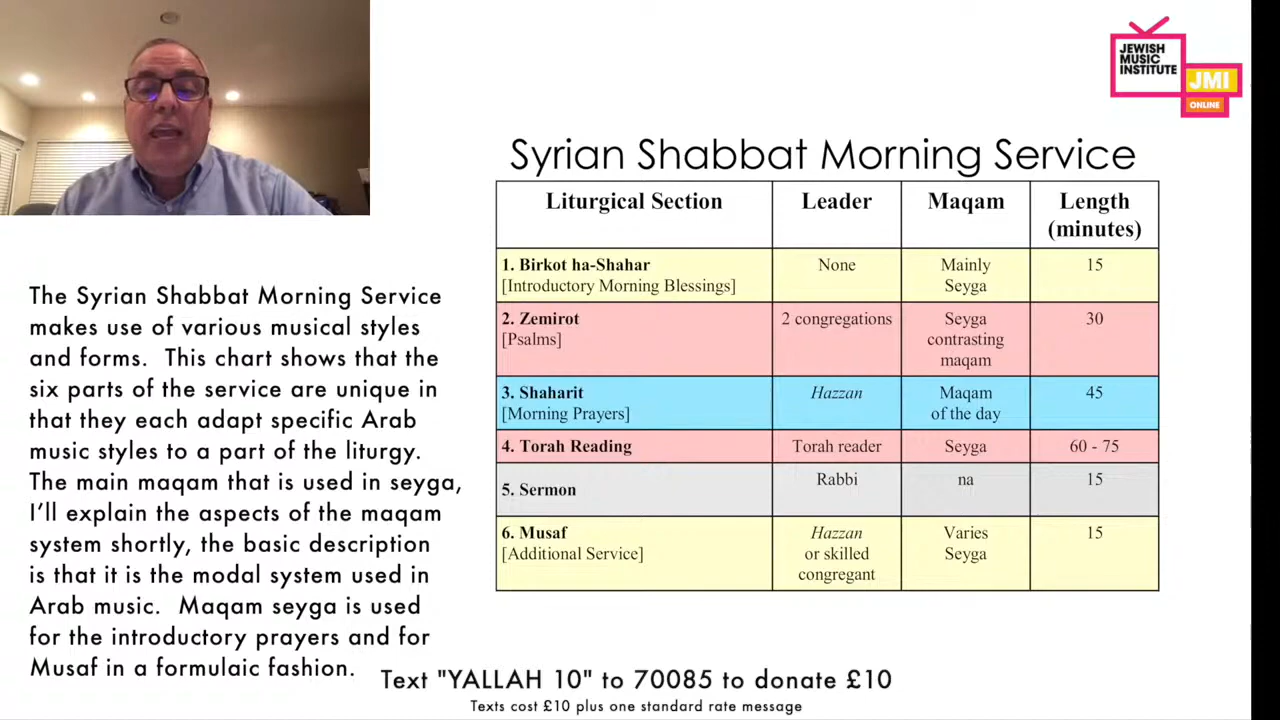 JEWISH
MUSIC
INSTITUTE
JMI
ONLINE
Syrian Shabbat Morning Service
Liturgical Section Leader Maqam Length
(minutes)
1. Birkot ha-Shahar None Mainly 15
[Introductory Morning Blessings] Seyga
2. Zemirot 2 congregations Seyga 30
[Psalms] contrasting
maqam
3. Shaharit Hazzan Maqam 45
[Morning Prayers] of the day
4. Torah Reading Torah reader Seyga 60 - 75
5. Sermon Rabbi na 15
6. Musaf Hazzan Varies 15
[Additional Service] or skilled Seyga
congregant
The Syrian Shabbat Morning Service
makes use of various musical styles
and forms. This chart shows that the
six parts of the service are unique in
that they each adapt specific Arab
music styles to a part of the liturgy.
The main maqam that is used in seyga,
I'll explain the aspects of the maqam
system shortly, the basic description
is that it is the modal system used in
Arab music. Maqam seyga is used
for the introductory prayers and for
Musaf in a formulaic fashion.
Text "YALLAH 10" to 70085 to donate £10
Texts cost £10 plus one standard rate message